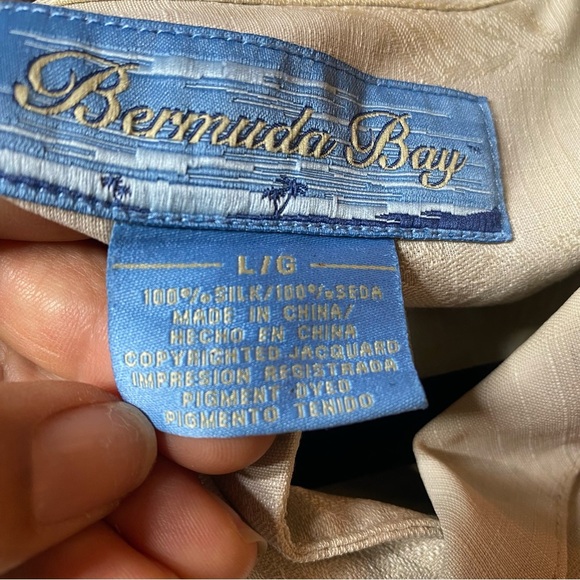 Bermuda Bay™
L/G
100% SILK/100% SEDA
MADE IN CHINA/
HECHO EN CHINA
COPYRIGHTED JACQUARD
IMPRESION REGISTRADA
PIGMENT DYED
PIGMENTO TENIDO